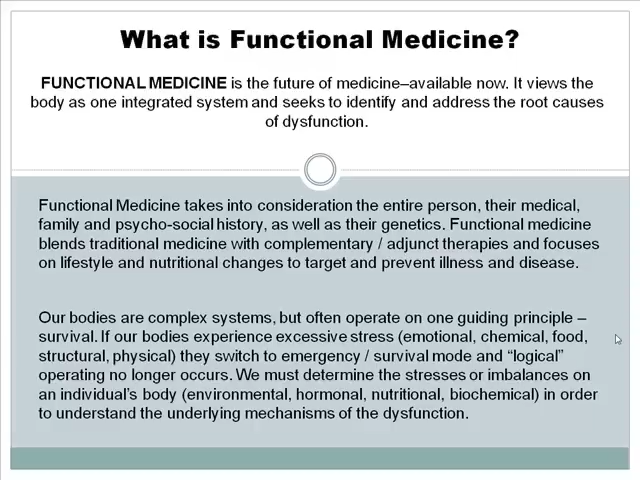 What is Functional Medicine?
FUNCTIONAL MEDICINE is the future of medicine–available now. It views the
body as one integrated system and seeks to identify and address the root causes
of dysfunction.
Functional Medicine takes into consideration the entire person, their medical,
family and psycho-social history, as well as their genetics. Functional medicine
blends traditional medicine with complementary / adjunct therapies and focuses
on lifestyle and nutritional changes to target and prevent illness and disease.
Our bodies are complex systems, but often operate on one guiding principle –
survival. If our bodies experience excessive stress (emotional, chemical, food,
structural, physical) they switch to emergency / survival mode and “logical”
operating no longer occurs. We must determine the stresses or imbalances on
an individual’s body (environmental, hormonal, nutritional, biochemical) in order
to understand the underlying mechanisms of the dysfunction.